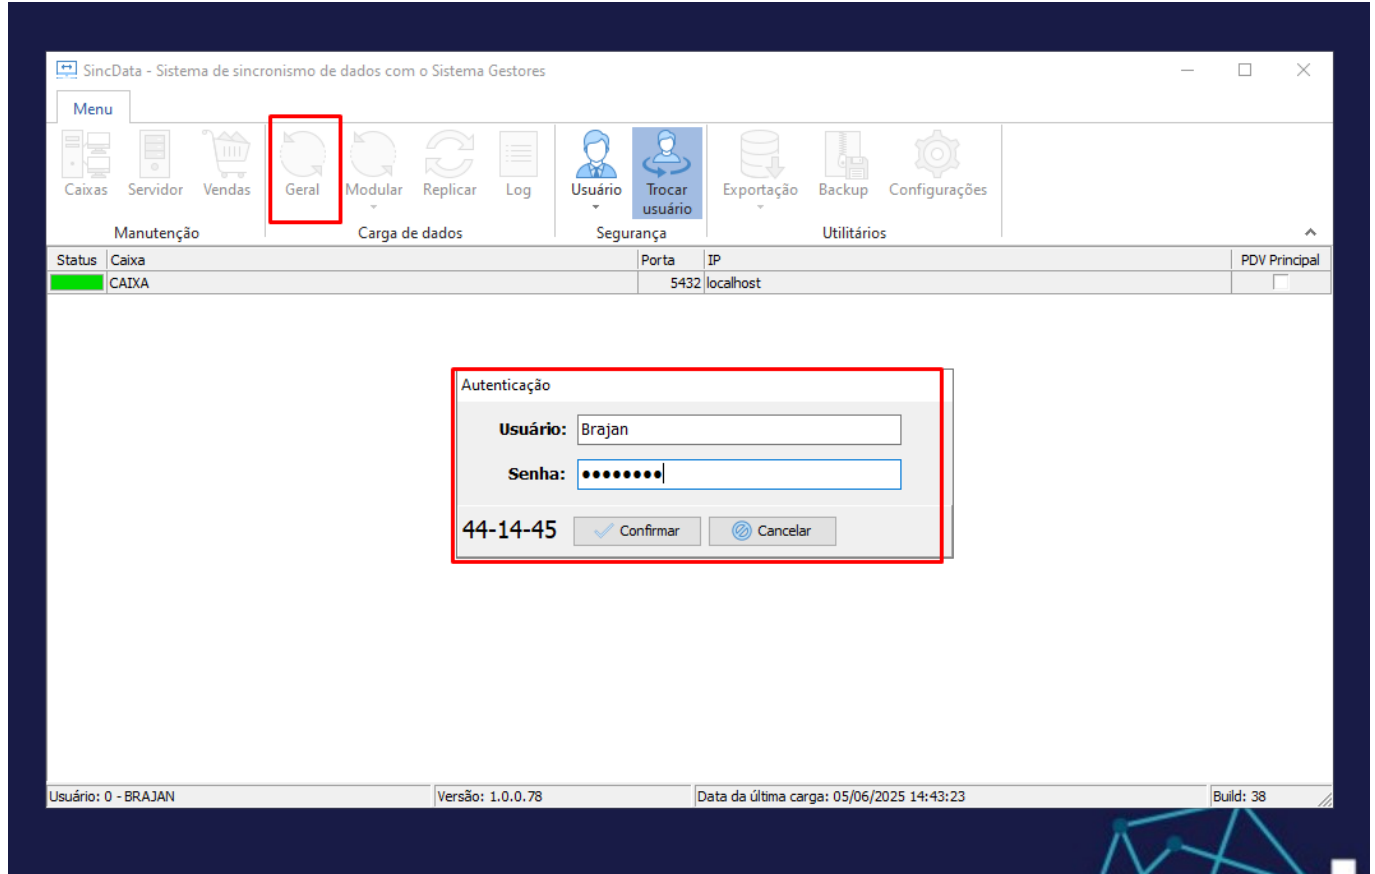 SincData - Sistema de sincronismo de dados com o Sistema Gestores
Menu
Caixas Servidor Vendas Geral Modular Replicar Log Usuário Trocar usuário Exportação Backup Configurações
Manutenção Carga de dados Segurança Utilitários
Status Caixa Porta IP PDV Principal
CAIXA 5432 localhost
Autenticação
Usuário: Brajan
Senha: ••••••••
44-14-45 Confirmar Cancelar
Usuário: 0 - BRAJAN Versão: 1.0.0.78 Data da última carga: 05/06/2025 14:43:23 Build: 38